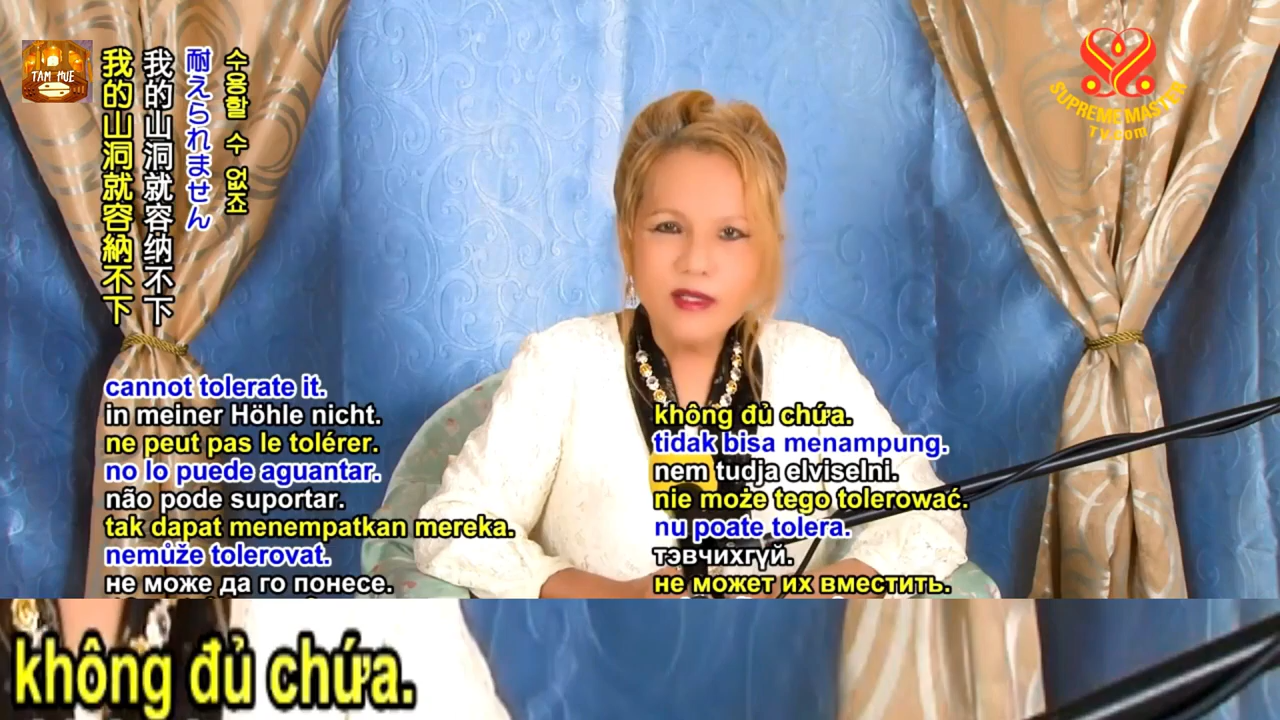 TAM HUE
SUPREME MASTER
TV.com
我的山洞就容納不下
我的山洞就容纳不下
耐えられません
수용할 수 없죠
cannot tolerate it.
in meiner Höhle nicht.
ne peut pas le tolérer.
no lo puede aguantar.
não pode suportar.
tak dapat menempatkan mereka.
nemůže tolerovat.
не може да го понесе.
không đủ chứa.
tidak bisa menampung.
nem tudja elviselni.
nie może tego tolerować.
nu poate tolera.
тэвчихгүй.
не может их вместить.
không đủ chứa.